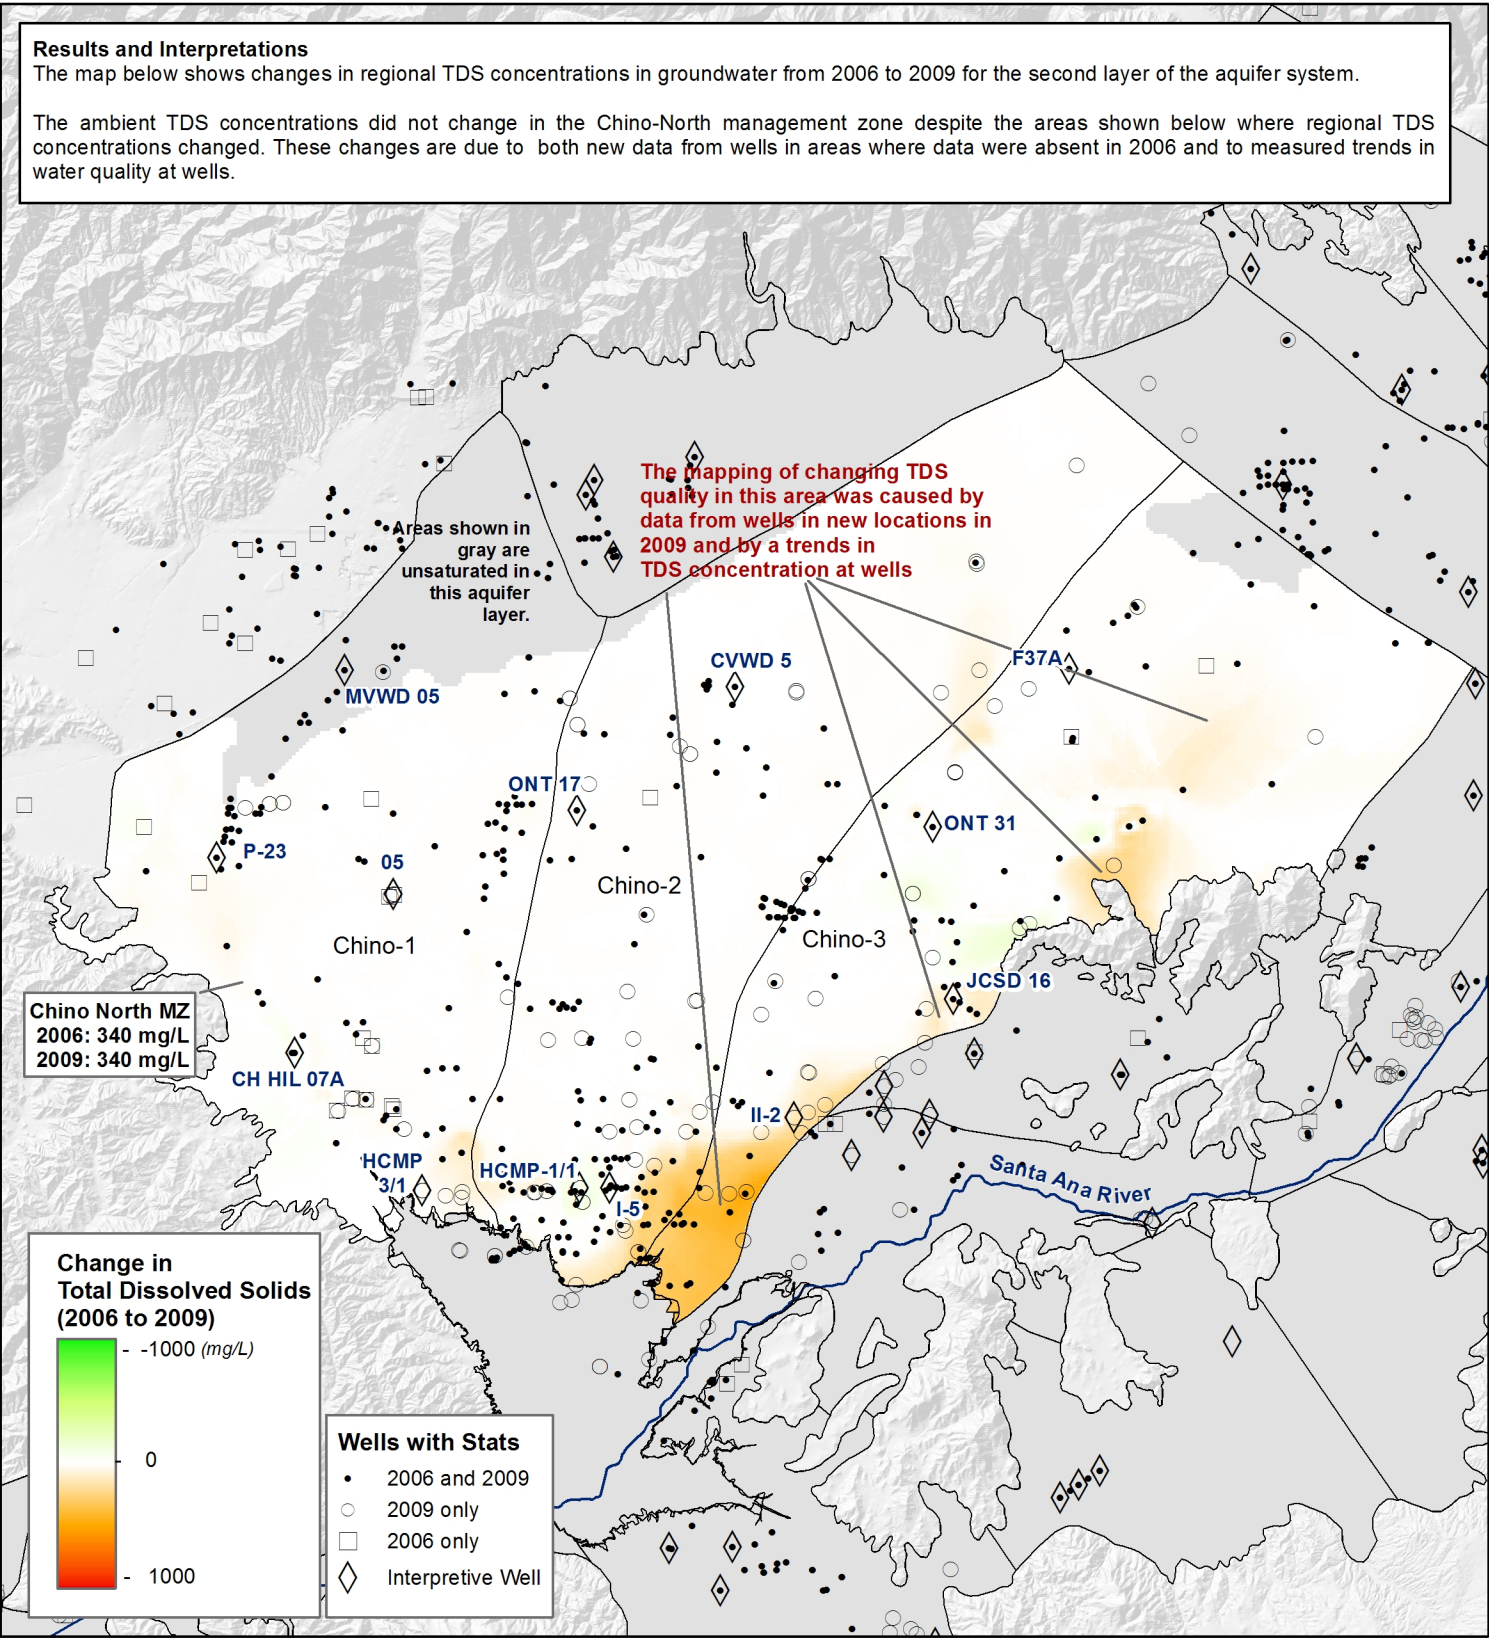 Results and Interpretations
The map below shows changes in regional TDS concentrations in groundwater from 2006 to 2009 for the second layer of the aquifer system.
The ambient TDS concentrations did not change in the Chino-North management zone despite the areas shown below where regional TDS
concentrations changed. These changes are due to both new data from wells in areas where data were absent in 2006 and to measured trends in
water quality at wells.
The mapping of changing TDS
quality in this area was caused by
data from wells in new locations in
2009 and by a trends in
TDS concentration at wells
Areas shown in
gray are
unsaturated in
this aquifer
layer.
CVWD 5
F37A
MVWD 05
ONT 17
ONT 31
P-23
05
Chino-2
Chino-1
Chino-3
JCSD 16
Chino North MZ
2006: 340 mg/L
2009: 340 mg/L
CH HIL 07A
II-2
HCMP
3/1
HCMP-1/1
I-5
Santa Ana River
Change in
Total Dissolved Solids
(2006 to 2009)
- -1000 (mg/L)
0
- 1000
Wells with Stats
2006 and 2009
2009 only
2006 only
Interpretive Well